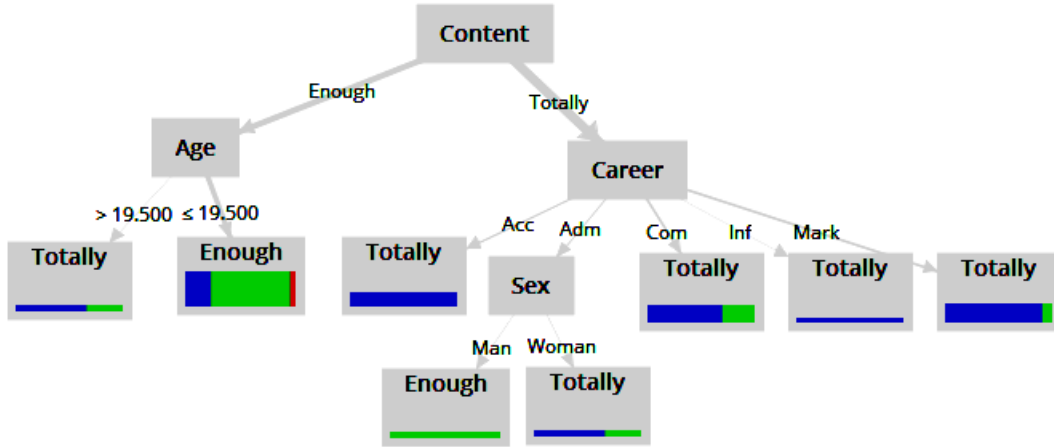 Content
Enough
Totally
Age
Career
> 19.500
≤ 19.500
Acc
Adm
Com
Inf
Mark
Totally
Enough
Totally
Sex
Totally
Totally
Totally
Man
Woman
Enough
Totally